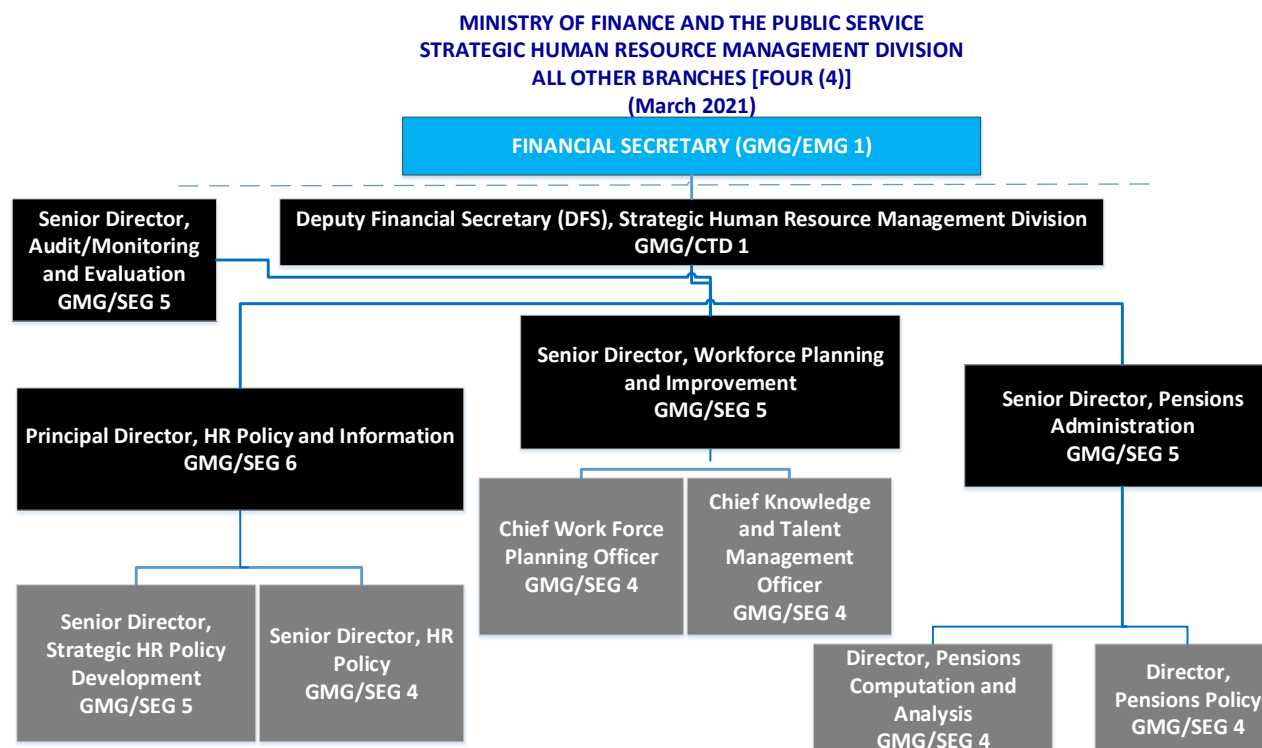 MINISTRY OF FINANCE AND THE PUBLIC SERVICE
STRATEGIC HUMAN RESOURCE MANAGEMENT DIVISION
ALL OTHER BRANCHES [FOUR (4)]
(March 2021)
FINANCIAL SECRETARY (GMG/EMG 1)
Senior Director,
Audit/Monitoring
and Evaluation
GMG/SEG 5
Deputy Financial Secretary (DFS), Strategic Human Resource Management Division
GMG/CTD 1
Principal Director, HR Policy and Information
GMG/SEG 6
Senior Director, Workforce Planning
and Improvement
GMG/SEG 5
Senior Director, Pensions
Administration
GMG/SEG 5
Senior Director,
Strategic HR Policy
Development
GMG/SEG 5
Senior Director, HR
Policy
GMG/SEG 4
Chief Work Force
Planning Officer
GMG/SEG 4
Chief Knowledge
and Talent
Management
Officer
GMG/SEG 4
Director, Pensions
Computation and
Analysis
GMG/SEG 4
Director,
Pensions Policy
GMG/SEG 4